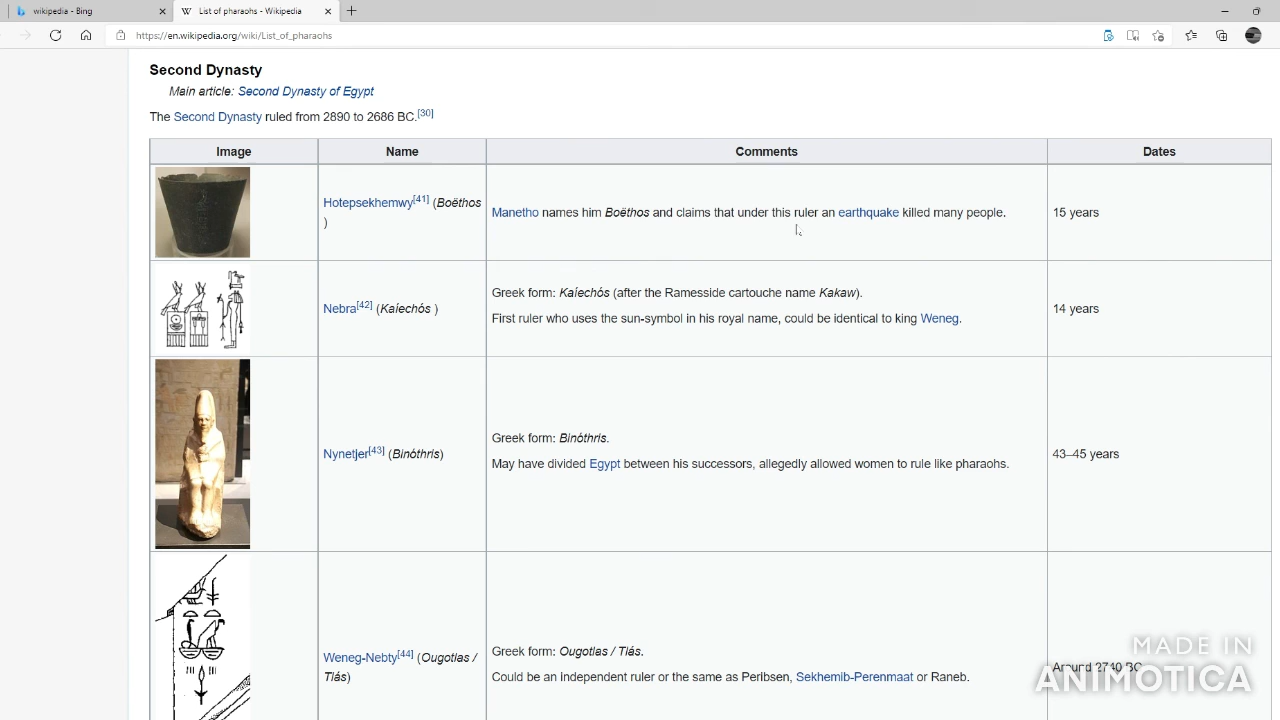 wikipedia - Bing
List of pharaohs - Wikipedia
https://en.wikipedia.org/wiki/List_of_pharaohs
Second Dynasty
Main article: Second Dynasty of Egypt
The Second Dynasty ruled from 2890 to 2686 BC.[30]
Image Name Comments Dates
Hotepsekhemwy[41] (Boëthos
)
Manetho names him Boëthos and claims that under this ruler an earthquake killed many people.
15 years
Nebra[42] (Kaíechós )
Greek form: Kaíechós (after the Ramesside cartouche name Kakaw).
First ruler who uses the sun-symbol in his royal name, could be identical to king Weneg.
14 years
Nynetjer[43] (Binóthris)
Greek form: Binóthris.
May have divided Egypt between his successors, allegedly allowed women to rule like pharaohs.
43–45 years
Weneg-Nebty[44] (Ougotlas /
Tlás)
Greek form: Ougotlas / Tlás.
Could be an independent ruler or the same as Peribsen, Sekhemib-Perenmaat or Raneb.
Around 2740 BC
MADE IN
ANIMOTICA